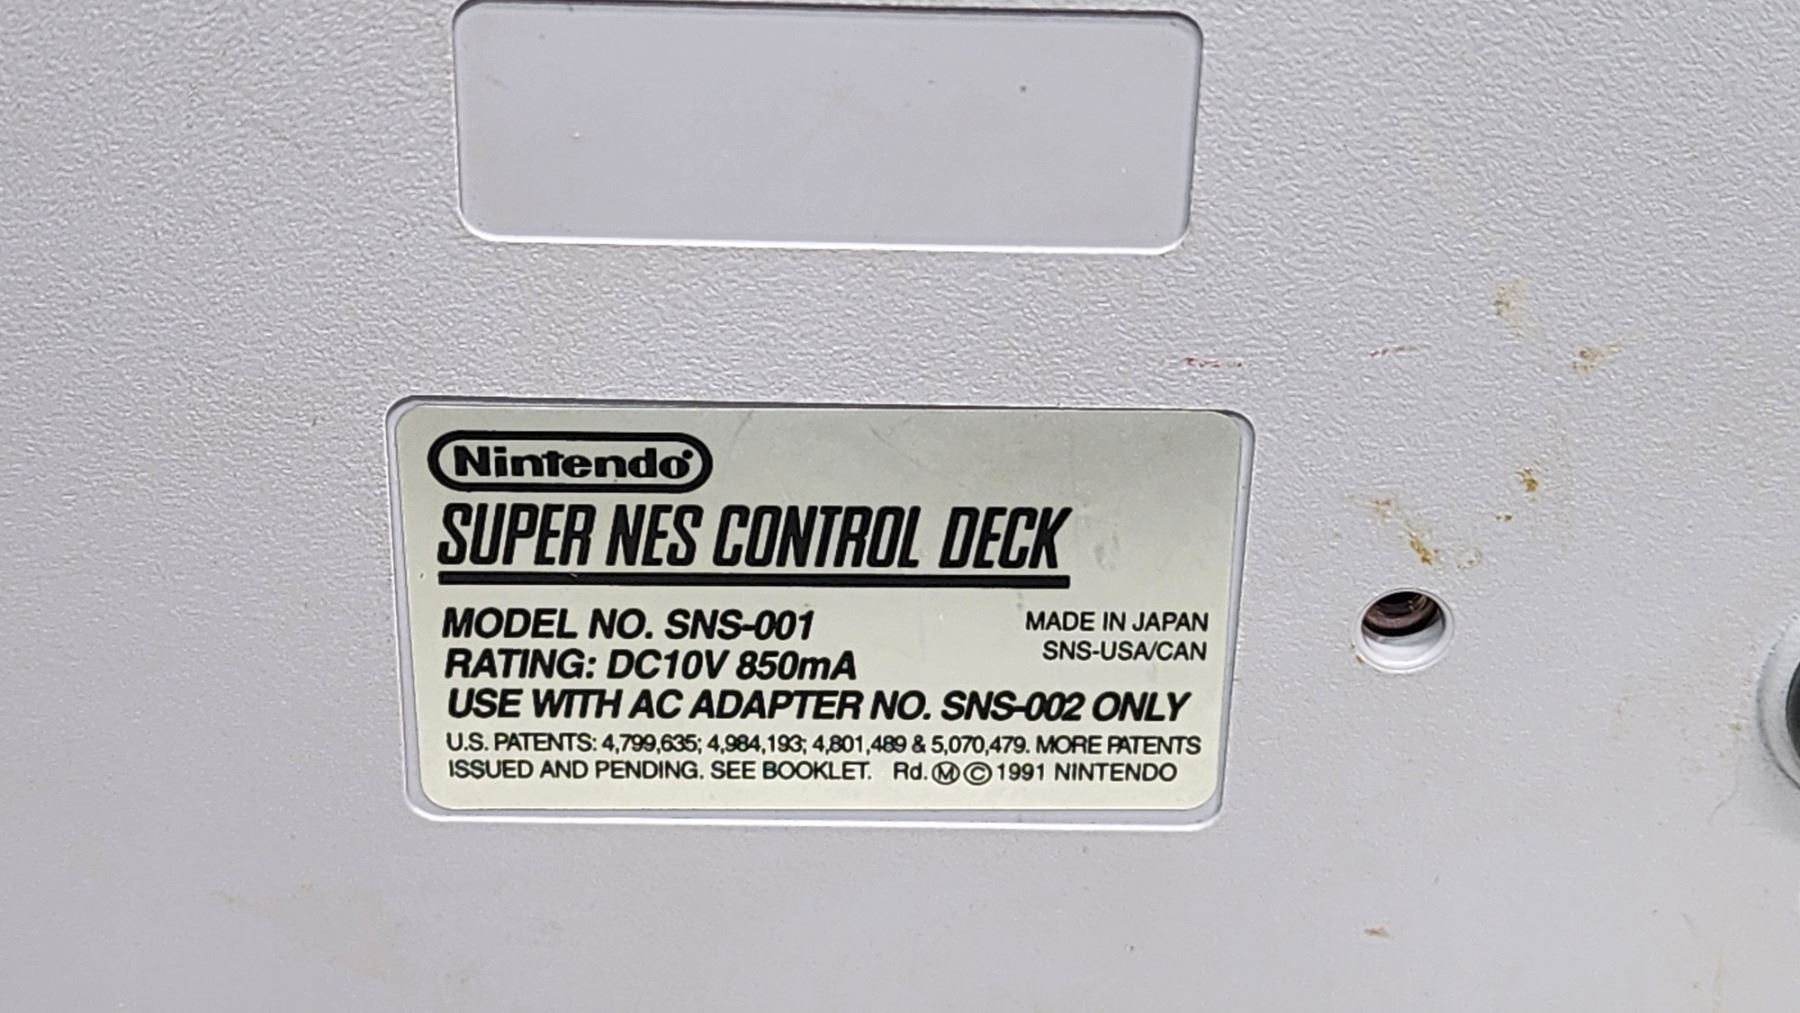 Nintendo®
SUPER NES CONTROL DECK
MODEL NO. SNS-001
MADE IN JAPAN
RATING: DC10V 850mA
SNS-USA/CAN
USE WITH AC ADAPTER NO. SNS-002 ONLY
U.S. PATENTS: 4,799,635; 4,984,193; 4,801,489 & 5,070,479. MORE PATENTS
ISSUED AND PENDING. SEE BOOKLET. Rd. Ⓜ © 1991 NINTENDO